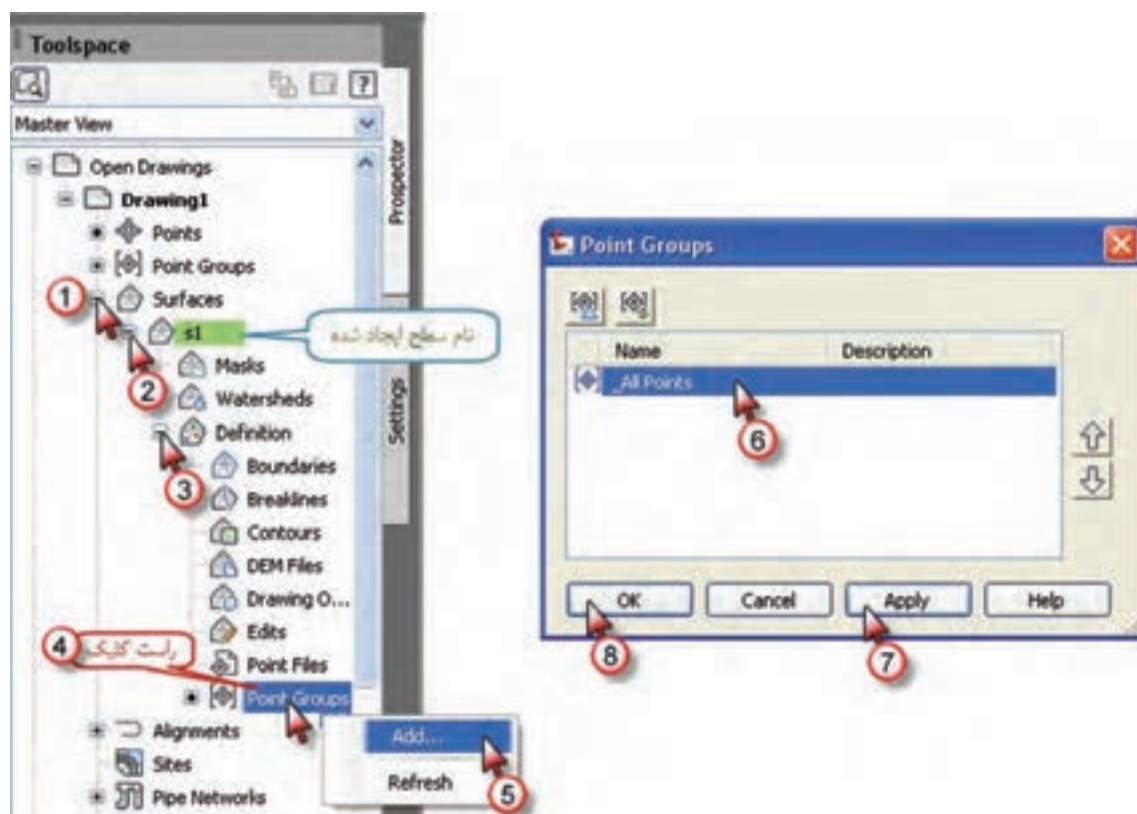 Toolspace
?
Master View
Open Drawings
Drawing1
Points
Point Groups
1
Surfaces
s1
نام سطح ایجاد شده
2
Masks
Watersheds
3
Definition
Boundaries
Breaklines
Contours
DEM Files
Drawing O...
Edits
4
راست کلیک
Point Files
Point Groups
Add...
5
Refresh
Alignments
Sites
Pipe Networks
Prospector
Settings
Point Groups
Name Description
_All Points
6
OK Cancel Apply Help
8
7